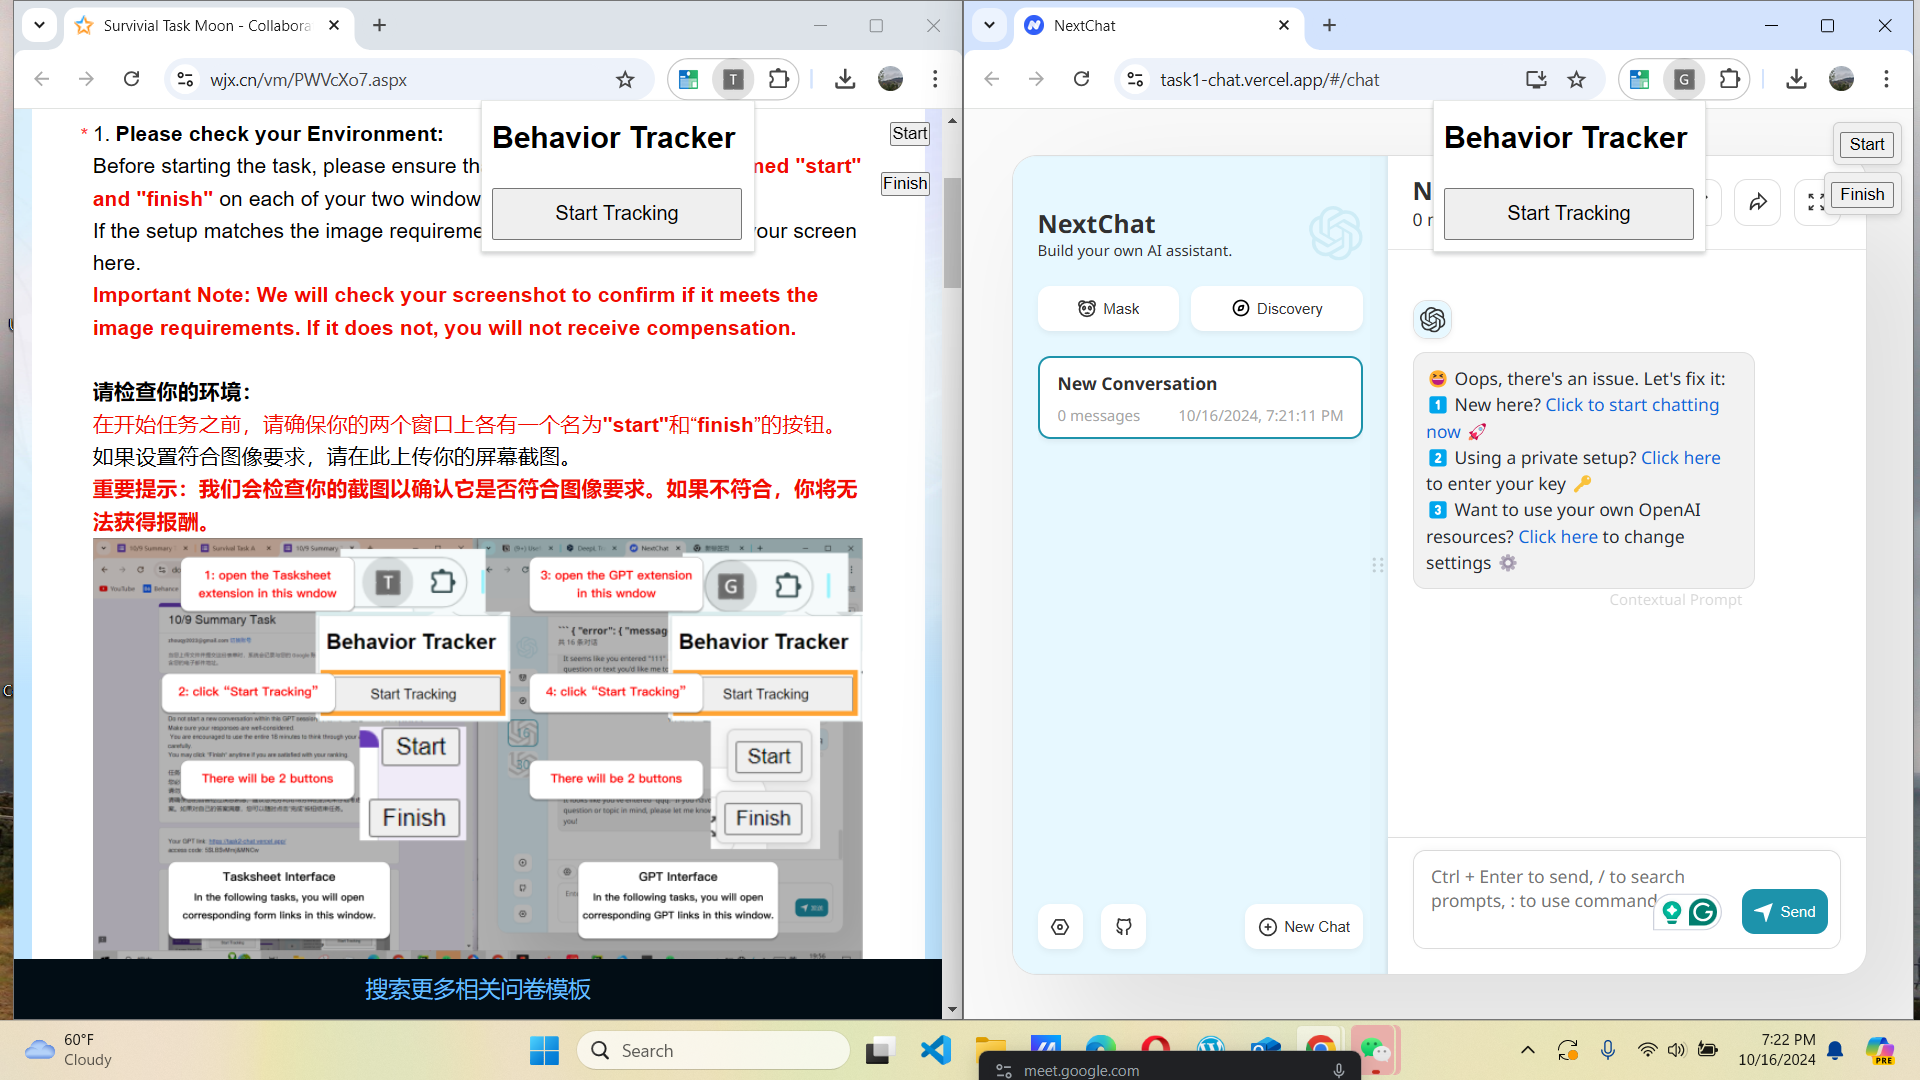 Survivial Task Moon - Collabora
wjx.cn/vm/PWVcXo7.aspx
T
Behavior Tracker
Start Tracking
Start
Finish
* 1. Please check your Environment:
Before starting the task, please ensure th
ned "start"
and "finish" on each of your two window
If the setup matches the image requireme
our screen
here.
Important Note: We will check your screenshot to confirm if it meets the
image requirements. If it does not, you will not receive compensation.
请检查你的环境：
在开始任务之前，请确保你的两个窗口上各有一个名为"start"和“finish”的按钮。
如果设置符合图像要求，请在此上传你的屏幕截图。
重要提示：我们会检查你的截图以确认它是否符合图像要求。如果不符合，你将无
法获得报酬。
1: open the Tasksheet
extension in this wndow
T
3: open the GPT extension
in this wndow
G
10/9 Summary Task
Behavior Tracker
Behavior Tracker
2: click “Start Tracking”
Start Tracking
4: click “Start Tracking”
Start Tracking
Start
Start
There will be 2 buttons
There will be 2 buttons
Finish
Finish
Tasksheet Interface
In the following tasks, you will open
corresponding form links in this window.
GPT Interface
In the following tasks, you will open
corresponding GPT links in this window.
搜索更多相关问卷模板
NextChat
task1-chat.vercel.app/#/chat
G
Behavior Tracker
Start Tracking
Start
Finish
N
0 r
NextChat
Build your own AI assistant.
Mask
Discovery
New Conversation
0 messages
10/16/2024, 7:21:11 PM
😆 Oops, there's an issue. Let's fix it:
1️⃣ New here? Click to start chatting
now 🚀
2️⃣ Using a private setup? Click here
to enter your key 🔑
3️⃣ Want to use your own OpenAI
resources? Click here to change
settings ⚙️
Contextual Prompt
Ctrl + Enter to send, / to search
prompts, : to use command
Send
New Chat
60°F
Cloudy
Search
meet.google.com
7:22 PM
10/16/2024
PRE